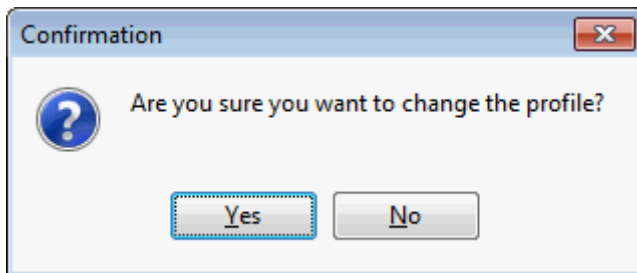 Confirmation
Are you sure you want to change the profile?
Yes No